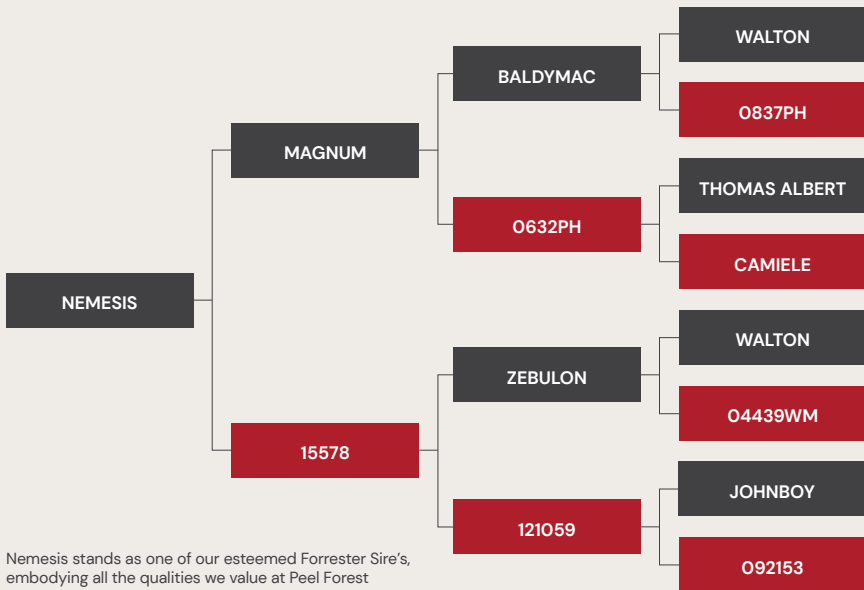 WALTON
BALDYMAC
0837PH
MAGNUM
THOMAS ALBERT
0632PH
CAMIELE
NEMESIS
WALTON
ZEBULON
04439WM
15578
JOHNBOY
121059
092153
Nemesis stands as one of our esteemed Forrester Sire's,
embodying all the qualities we value at Peel Forest